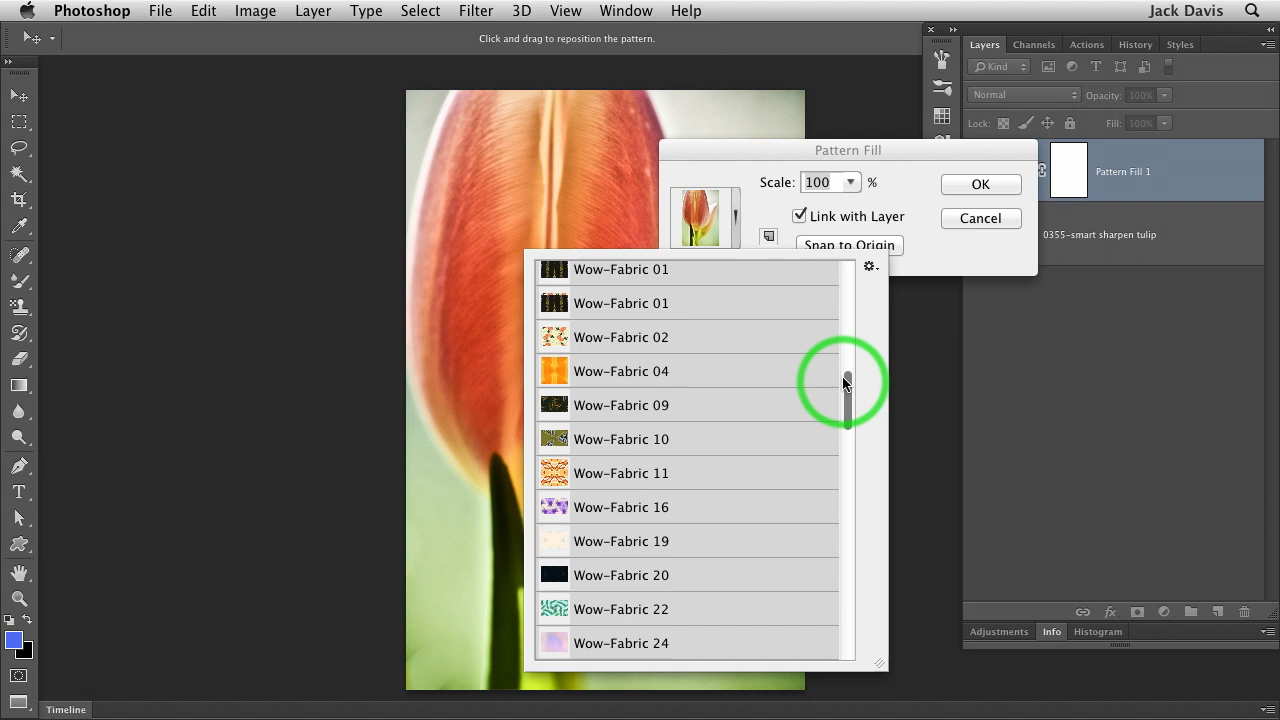 Photoshop File Edit Image Layer Type Select Filter 3D View Window Help Jack Davis
Click and drag to reposition the pattern.
Layers Channels Actions History Styles
Kind
Normal Opacity: 100%
Lock: Fill: 100%
Pattern Fill 1
0355-smart sharpen tulip
Adjustments Info Histogram
Pattern Fill
Scale: 100 % OK
Link with Layer Cancel
Snap to Origin
Wow-Fabric 01
Wow-Fabric 01
Wow-Fabric 02
Wow-Fabric 04
Wow-Fabric 09
Wow-Fabric 10
Wow-Fabric 11
Wow-Fabric 16
Wow-Fabric 19
Wow-Fabric 20
Wow-Fabric 22
Wow-Fabric 24
Timeline